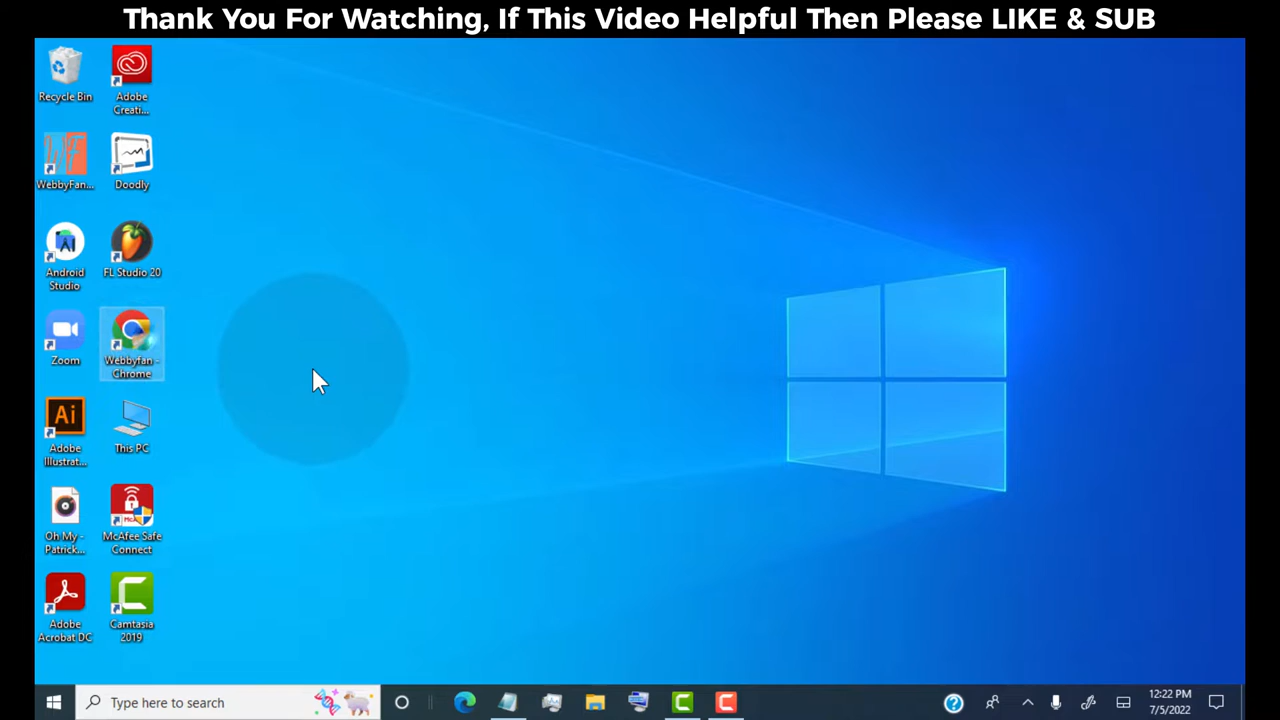 Thank You For Watching, If This Video Helpful Then Please LIKE & SUB
Recycle Bin
Adobe
Creati...
WebbyFan...
Doodly
Android
Studio
FL Studio 20
Zoom
Webbyfan -
Chrome
Adobe
Illustrat...
This PC
Oh My -
Patrick...
McAfee Safe
Connect
Adobe
Acrobat DC
Camtasia
2019
Type here to search
12:22 PM
7/5/2022